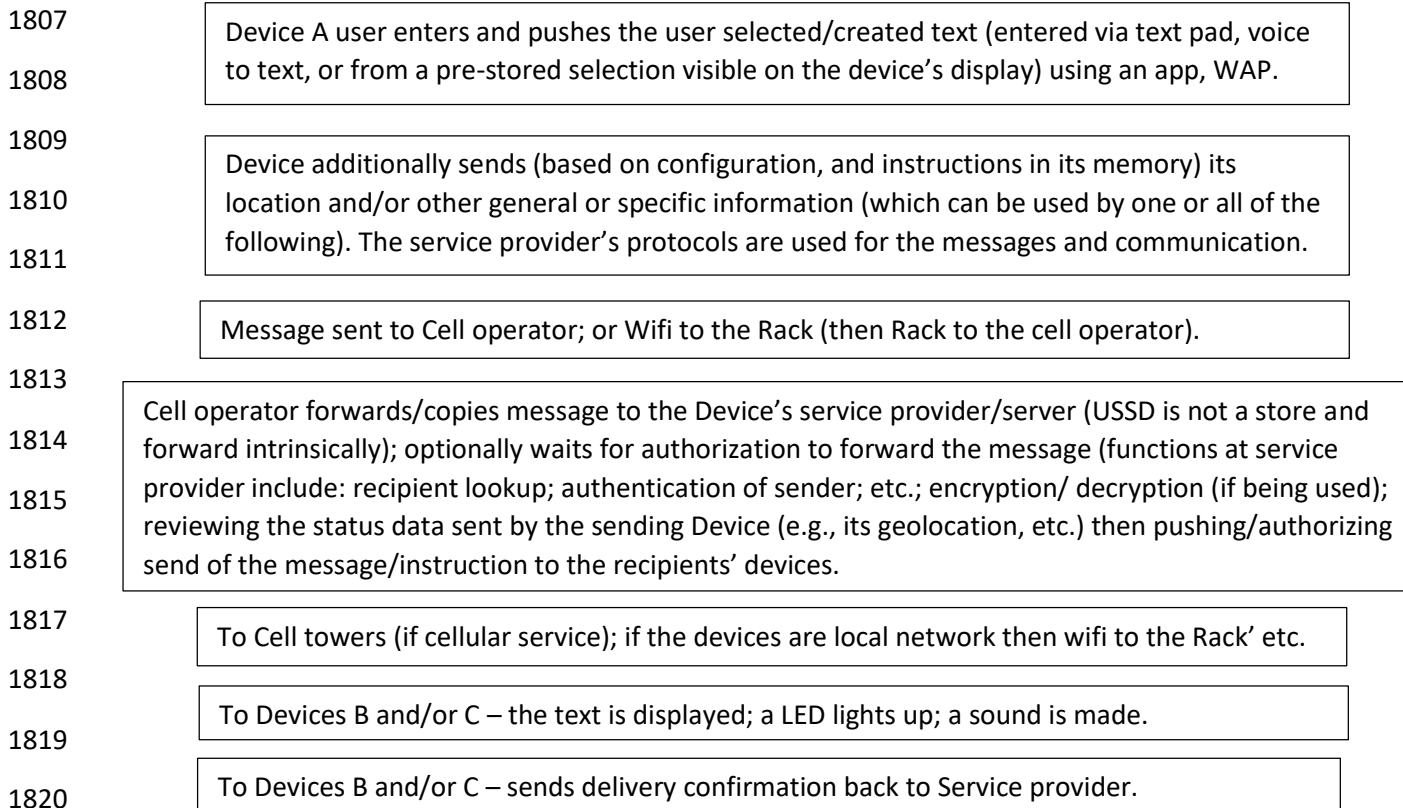 1807
Device A user enters and pushes the user selected/created text (entered via text pad, voice
1808
to text, or from a pre-stored selection visible on the device’s display) using an app, WAP.
1809
Device additionally sends (based on configuration, and instructions in its memory) its
1810
location and/or other general or specific information (which can be used by one or all of the
1811
following). The service provider’s protocols are used for the messages and communication.
1812
Message sent to Cell operator; or Wifi to the Rack (then Rack to the cell operator).
1813
Cell operator forwards/copies message to the Device’s service provider/server (USSD is not a store and
1814
forward intrinsically); optionally waits for authorization to forward the message (functions at service
1815
provider include: recipient lookup; authentication of sender; etc.; encryption/ decryption (if being used);
reviewing the status data sent by the sending Device (e.g., its geolocation, etc.) then pushing/authorizing
1816
send of the message/instruction to the recipients’ devices.
1817
To Cell towers (if cellular service); if the devices are local network then wifi to the Rack’ etc.
1818
To Devices B and/or C – the text is displayed; a LED lights up; a sound is made.
1819
To Devices B and/or C – sends delivery confirmation back to Service provider.
1820